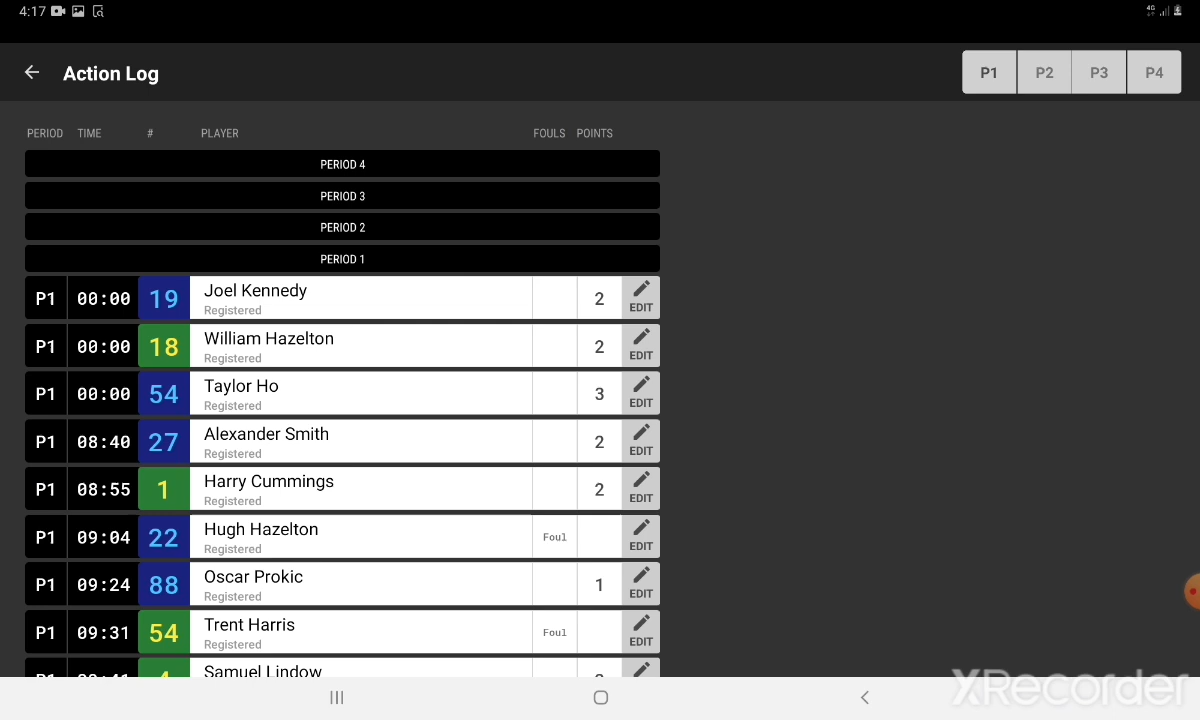 4:17
4G
Action Log
P1 P2 P3 P4
PERIOD TIME # PLAYER FOULS POINTS
PERIOD 4
PERIOD 3
PERIOD 2
PERIOD 1
P1 00:00 19 Joel Kennedy 2 EDIT
Registered
P1 00:00 18 William Hazelton 2 EDIT
Registered
P1 00:00 54 Taylor Ho 3 EDIT
Registered
P1 08:40 27 Alexander Smith 2 EDIT
Registered
P1 08:55 1 Harry Cummings 2 EDIT
Registered
P1 09:04 22 Hugh Hazelton Foul EDIT
Registered
P1 09:24 88 Oscar Prokic 1 EDIT
Registered
P1 09:31 54 Trent Harris Foul EDIT
Registered
Samuel Lindow
XRecorder